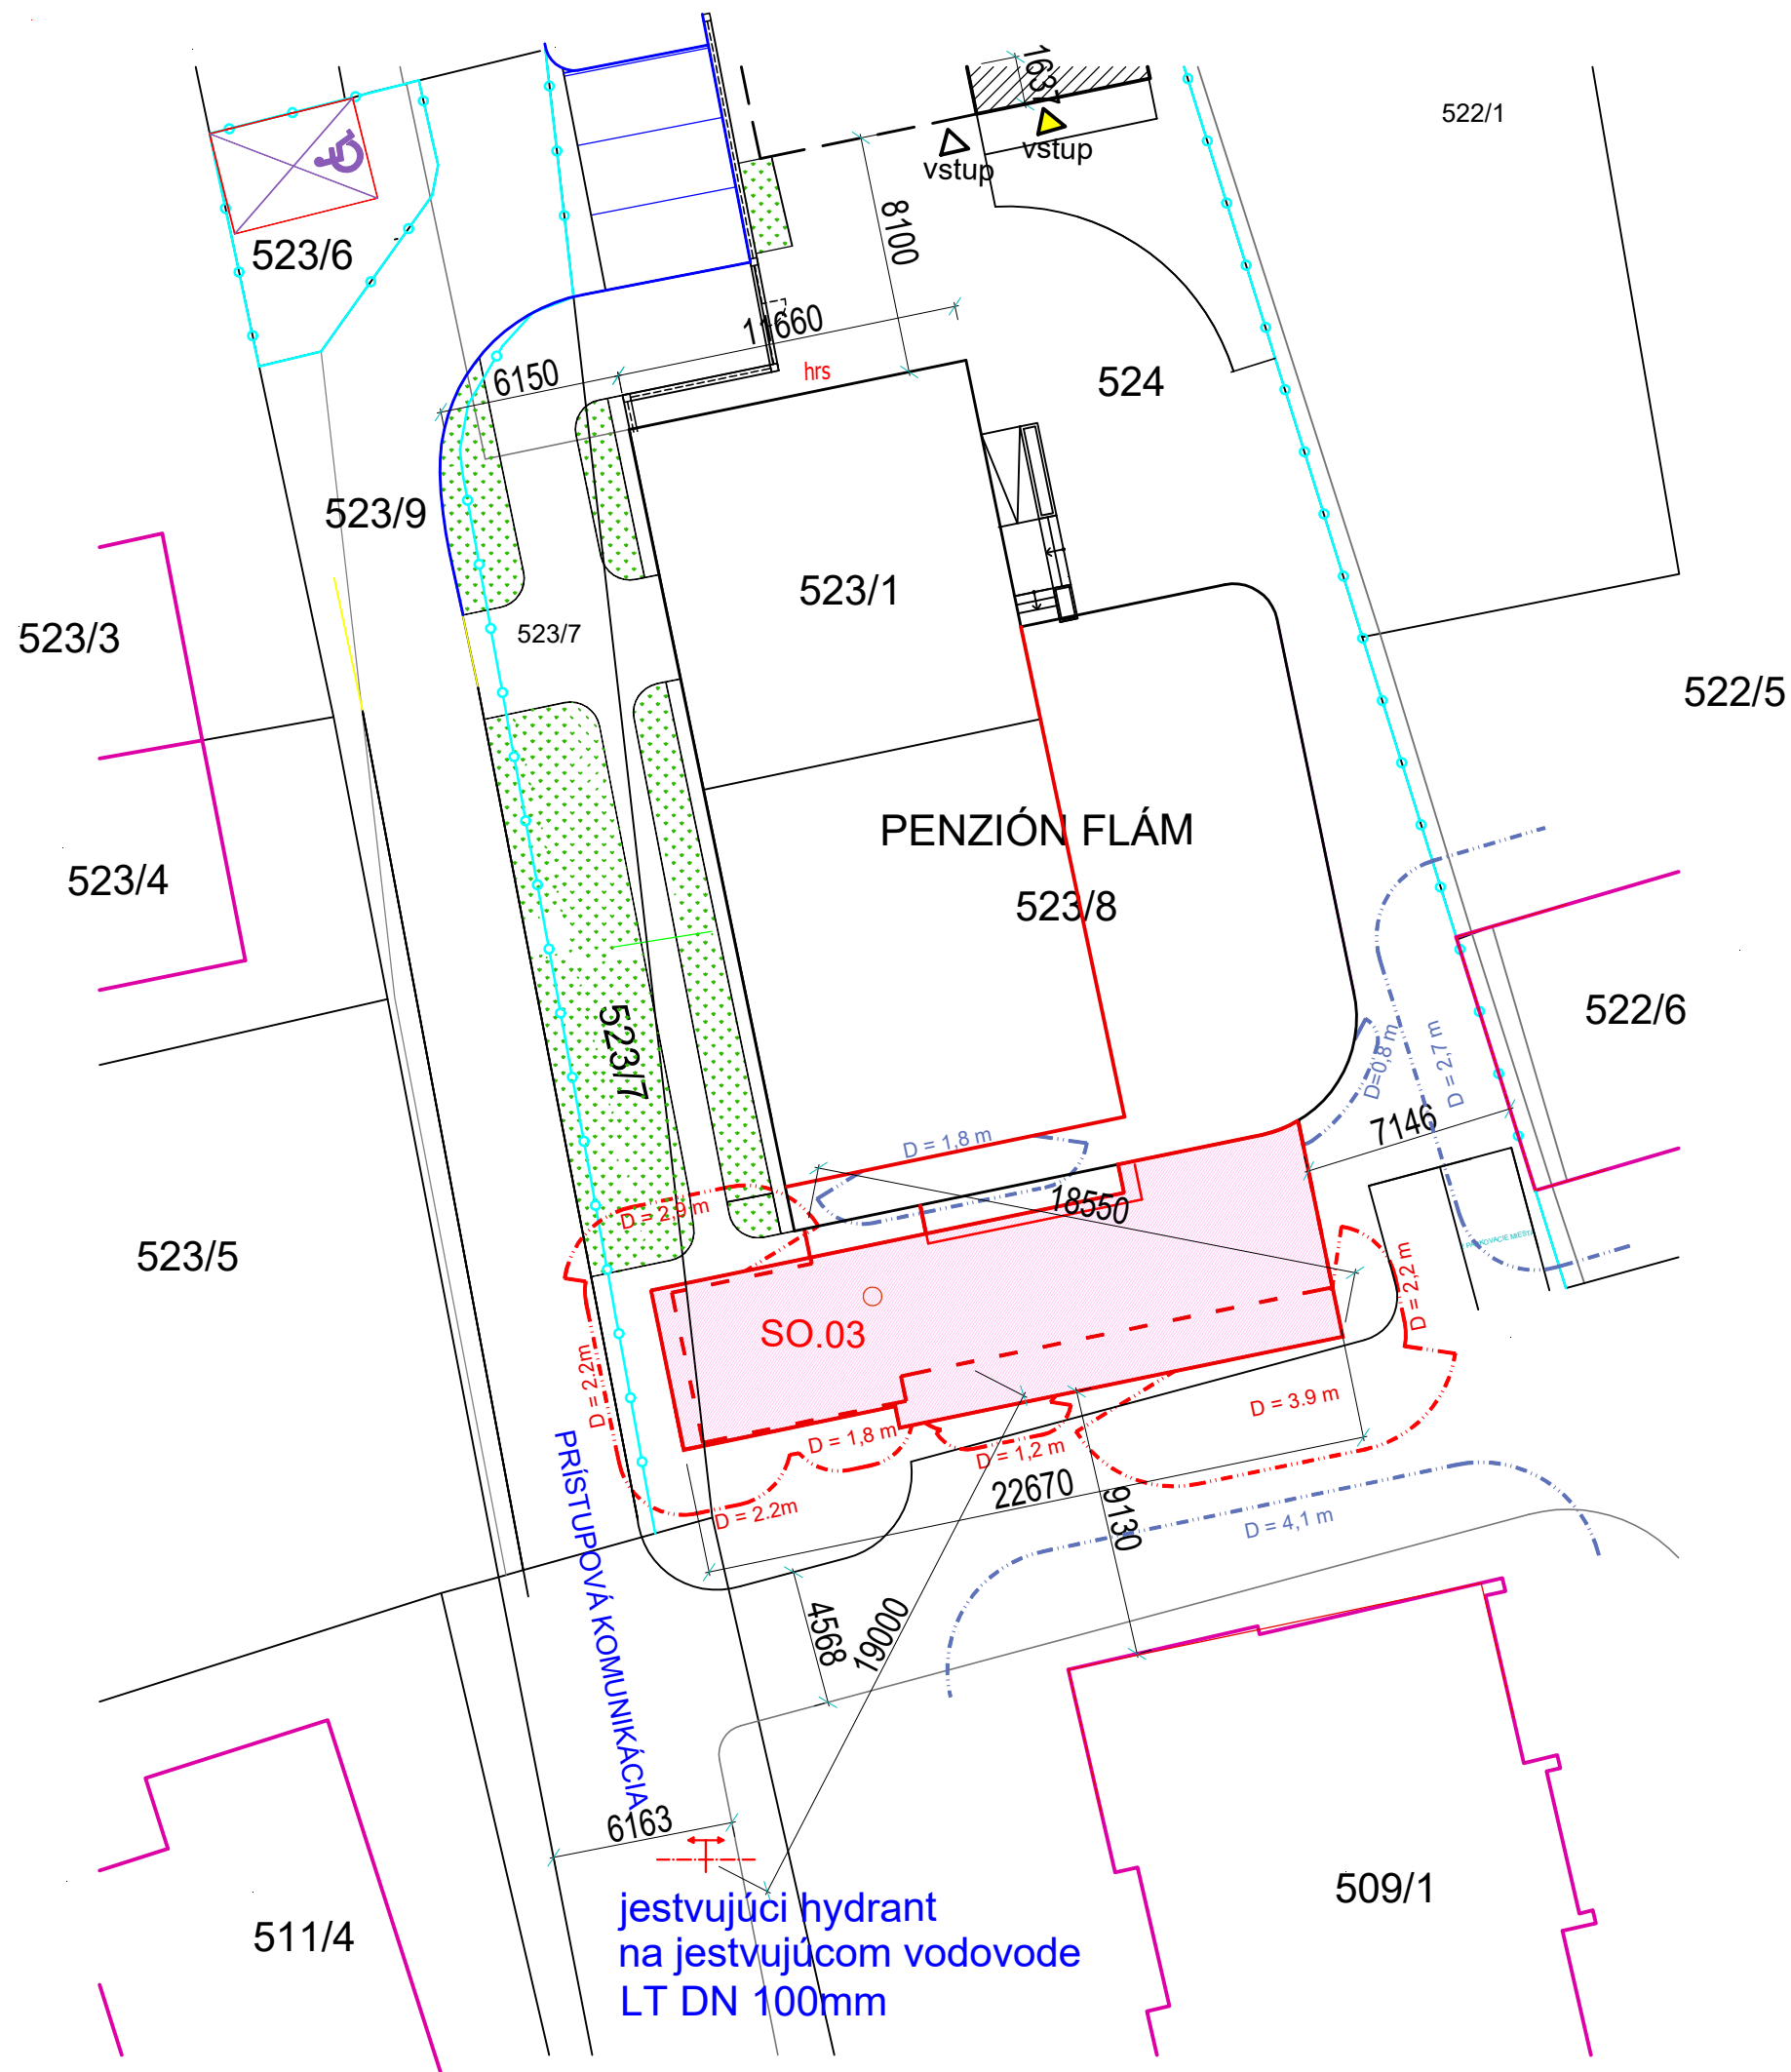 1637
522/1
vstup
vstup
523/6
8100
11660
6150
hrs
524
523/9
523/1
523/3
523/7
522/5
PENZIÓN FLÁM
523/4
523/8
522/6
523/7
D=0,8 m
D = 2,7 m
7146
D = 1,8 m
18550
D = 2,9 m
523/5
PARKOVACIE MIESTA
D = 2,2 m
SO.03
D = 2.2m
D = 3.9 m
D = 1,8 m
D = 1,2 m
22670
9130
D = 2.2m
D = 4,1 m
PRÍSTUPOVÁ KOMUNIKÁCIA
4568
19000
6163
509/1
jestvujúci hydrant
na jestvujúcom vodovode
LT DN 100mm
511/4